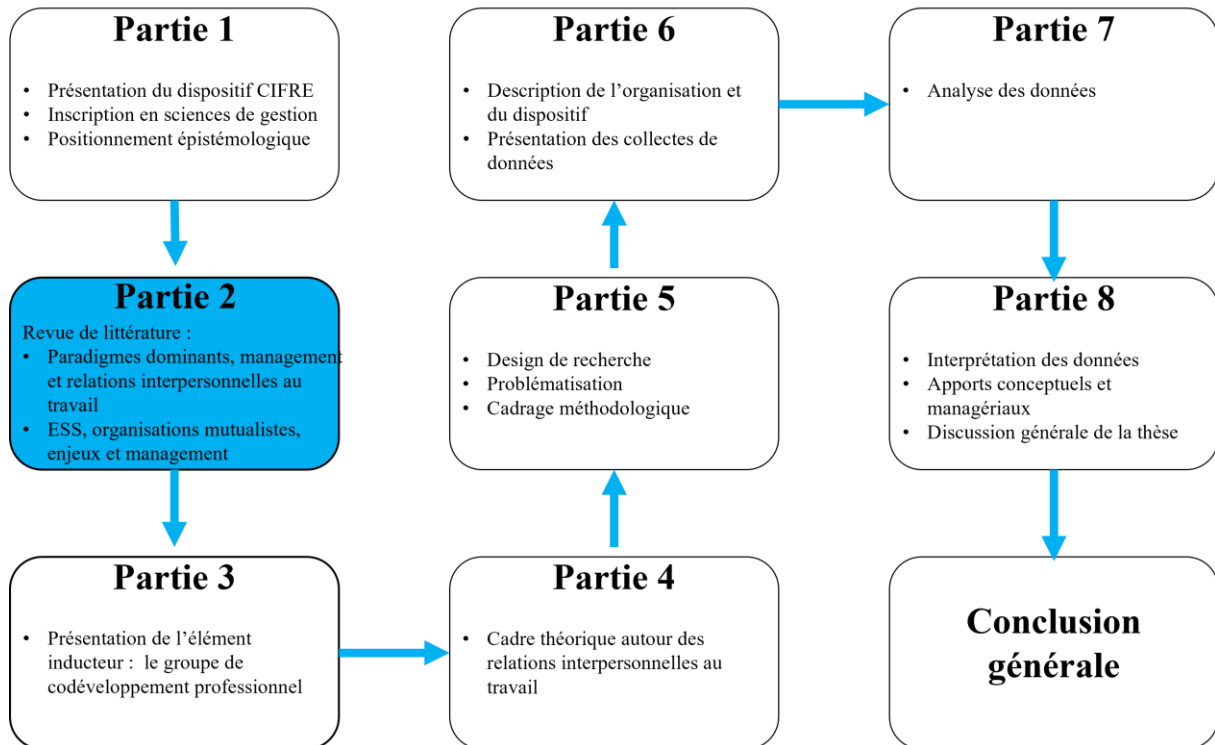 Partie 1
• Présentation du dispositif CIFRE
• Inscription en sciences de gestion
• Positionnement épistémologique
Partie 2
Revue de littérature :
• Paradigmes dominants, management
et relations interpersonnelles au
travail
• ESS, organisations mutualistes,
enjeux et management
Partie 3
• Présentation de l’élément
inducteur : le groupe de
codéveloppement professionnel
Partie 4
• Cadre théorique autour des
relations interpersonnelles au
travail
Partie 5
• Design de recherche
• Problématisation
• Cadrage méthodologique
Partie 6
• Description de l’organisation et
du dispositif
• Présentation des collectes de
données
Partie 7
• Analyse des données
Partie 8
• Interprétation des données
• Apports conceptuels et
managériaux
• Discussion générale de la thèse
Conclusion
générale